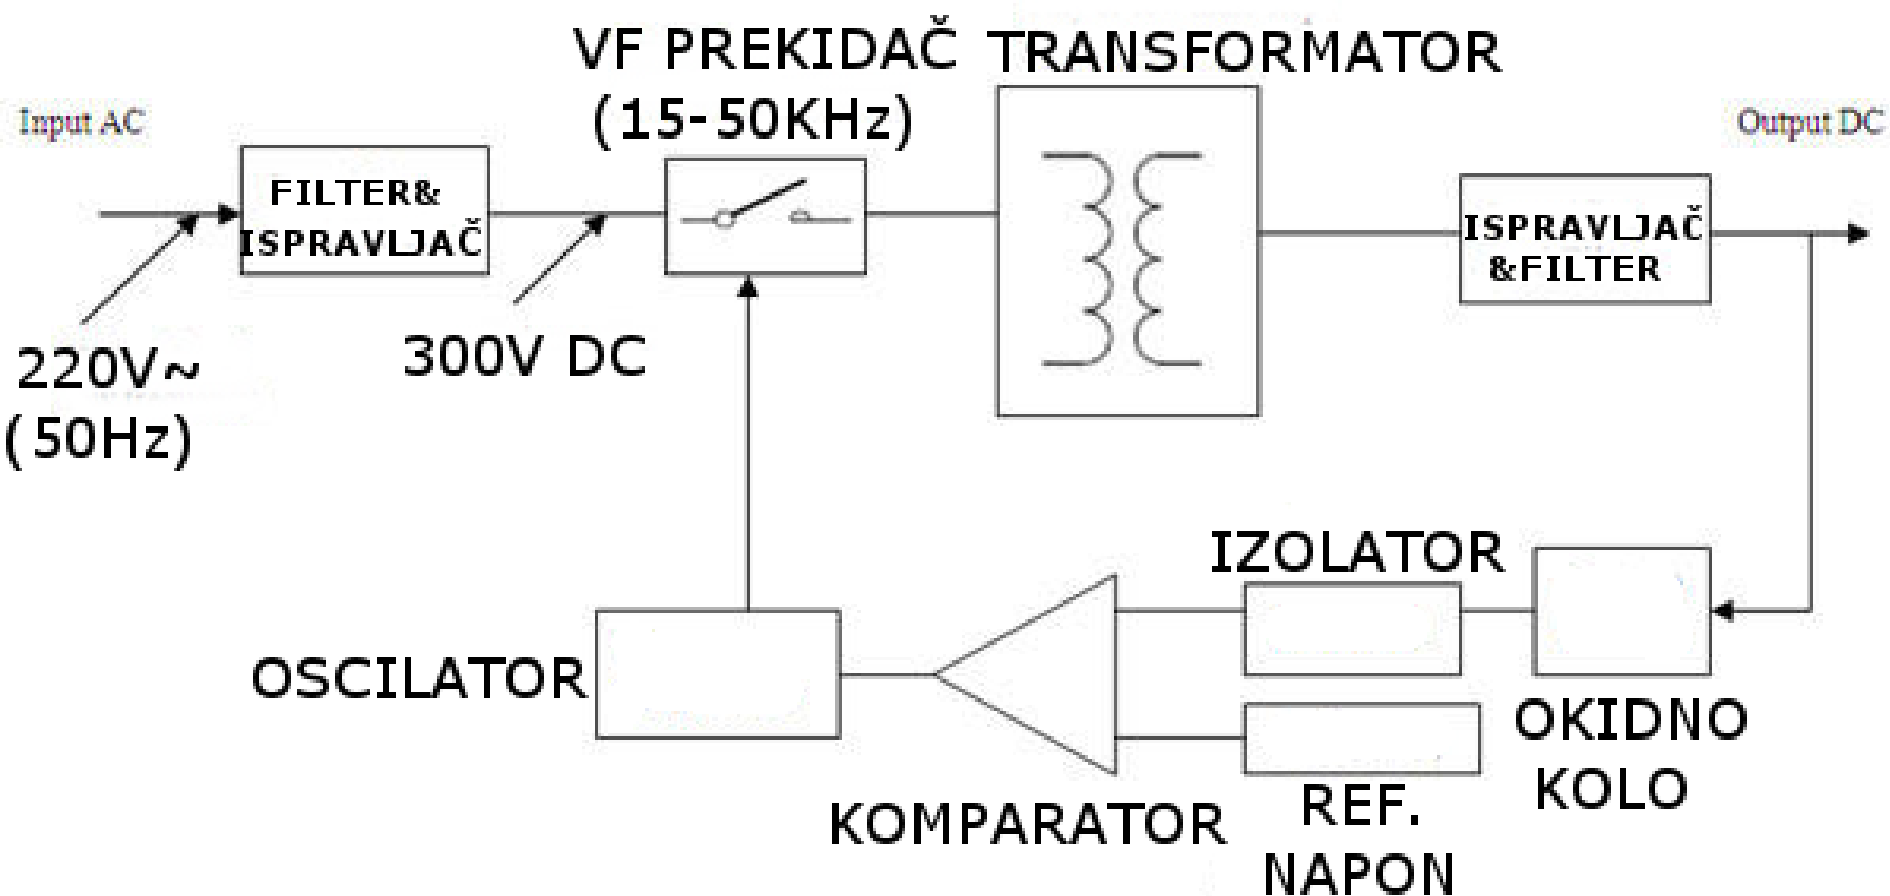 VF PREKIDAČ
(15-50KHz)
TRANSFORMATOR
Input AC
Output DC
FILTER&
ISPRAVLJAČ
ISPRAVLJAČ
&FILTER
220V~
(50Hz)
300V DC
IZOLATOR
OSCILATOR
OKIDNO
KOLO
KOMPARATOR
REF.
NAPON